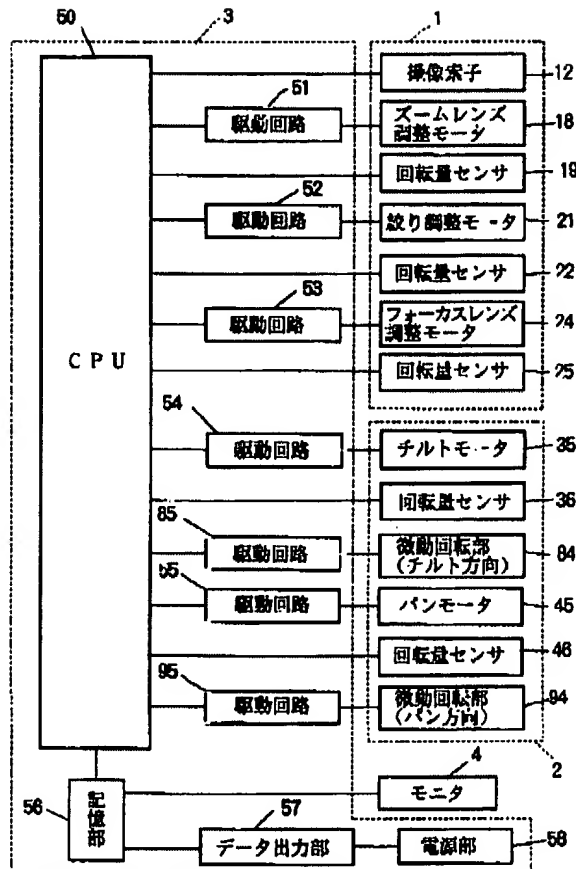 50
3
1
撮像素子
12
51
駆動回路
ズームレンズ
調整モータ
18
回転量センサ
19
52
駆動回路
絞り調整モータ
21
回転量センサ
22
53
駆動回路
フォーカスレンズ
調整モータ
24
CPU
回転量センサ
25
54
駆動回路
チルトモータ
35
回転量センサ
36
85
駆動回路
微動回転部
(チルト方向)
84
55
駆動回路
パンモータ
45
回転量センサ
46
95
駆動回路
微動回転部
(パン方向)
94
2
4
モニタ
56
記憶部
57
データ出力部
電源部
58